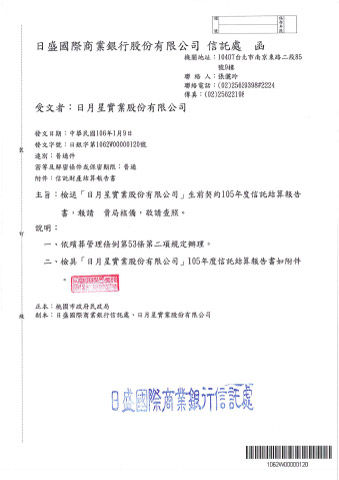 日盛國際商業銀行股份有限公司 信託處 函
機關地址：10407台北市南京東路二段85
號9樓
聯絡人：張儷玲
聯絡電話：(02)25629398#2224
傳真：(02)25622198
受文者：日月星實業股份有限公司
發文日期：中華民國106年1月9日
發文字號：日銀字第1062W00000120號
速別：普通件
密等及解密條件或保密期限：普通
附件：信託財產結算報告書
主旨：檢送「日月星實業股份有限公司」生前契約105年度信託結算報告
書，報請 貴局核備，敬請查照。
說明：
一、依殯葬管理條例第53條第二項規定辦理。
二、檢具「日月星實業股份有限公司」105年度信託結算報告書如附件
。
正本：桃園市政府民政局
副本：日盛國際商業銀行信託處、日月星實業股份有限公司
日盛國際商業銀行信託處
1062W00000120